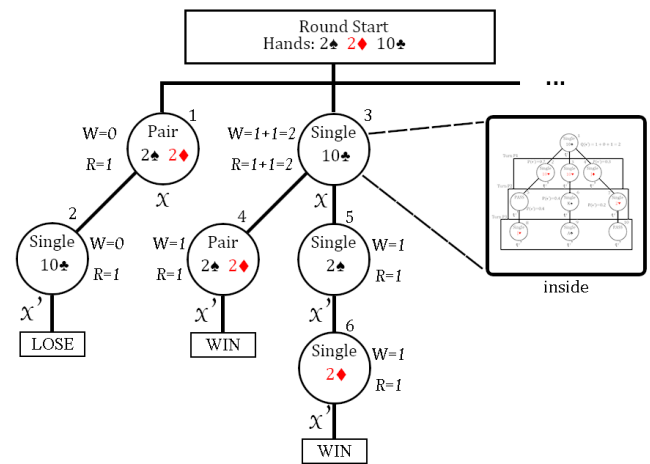 Round Start
Hands: 2♠ 2♦ 10♣
...
1
W=0
R=1
Pair
2♠ 2♦
x
3
W=1+1=2
R=1+1=2
Single
10♣
x
2
Single
10♣
W=0
R=1
x'
LOSE
4
W=1
R=1
Pair
2♠ 2♦
x'
WIN
5
Single
2♠
W=1
R=1
x'
6
Single
2♦
W=1
R=1
x'
WIN
inside